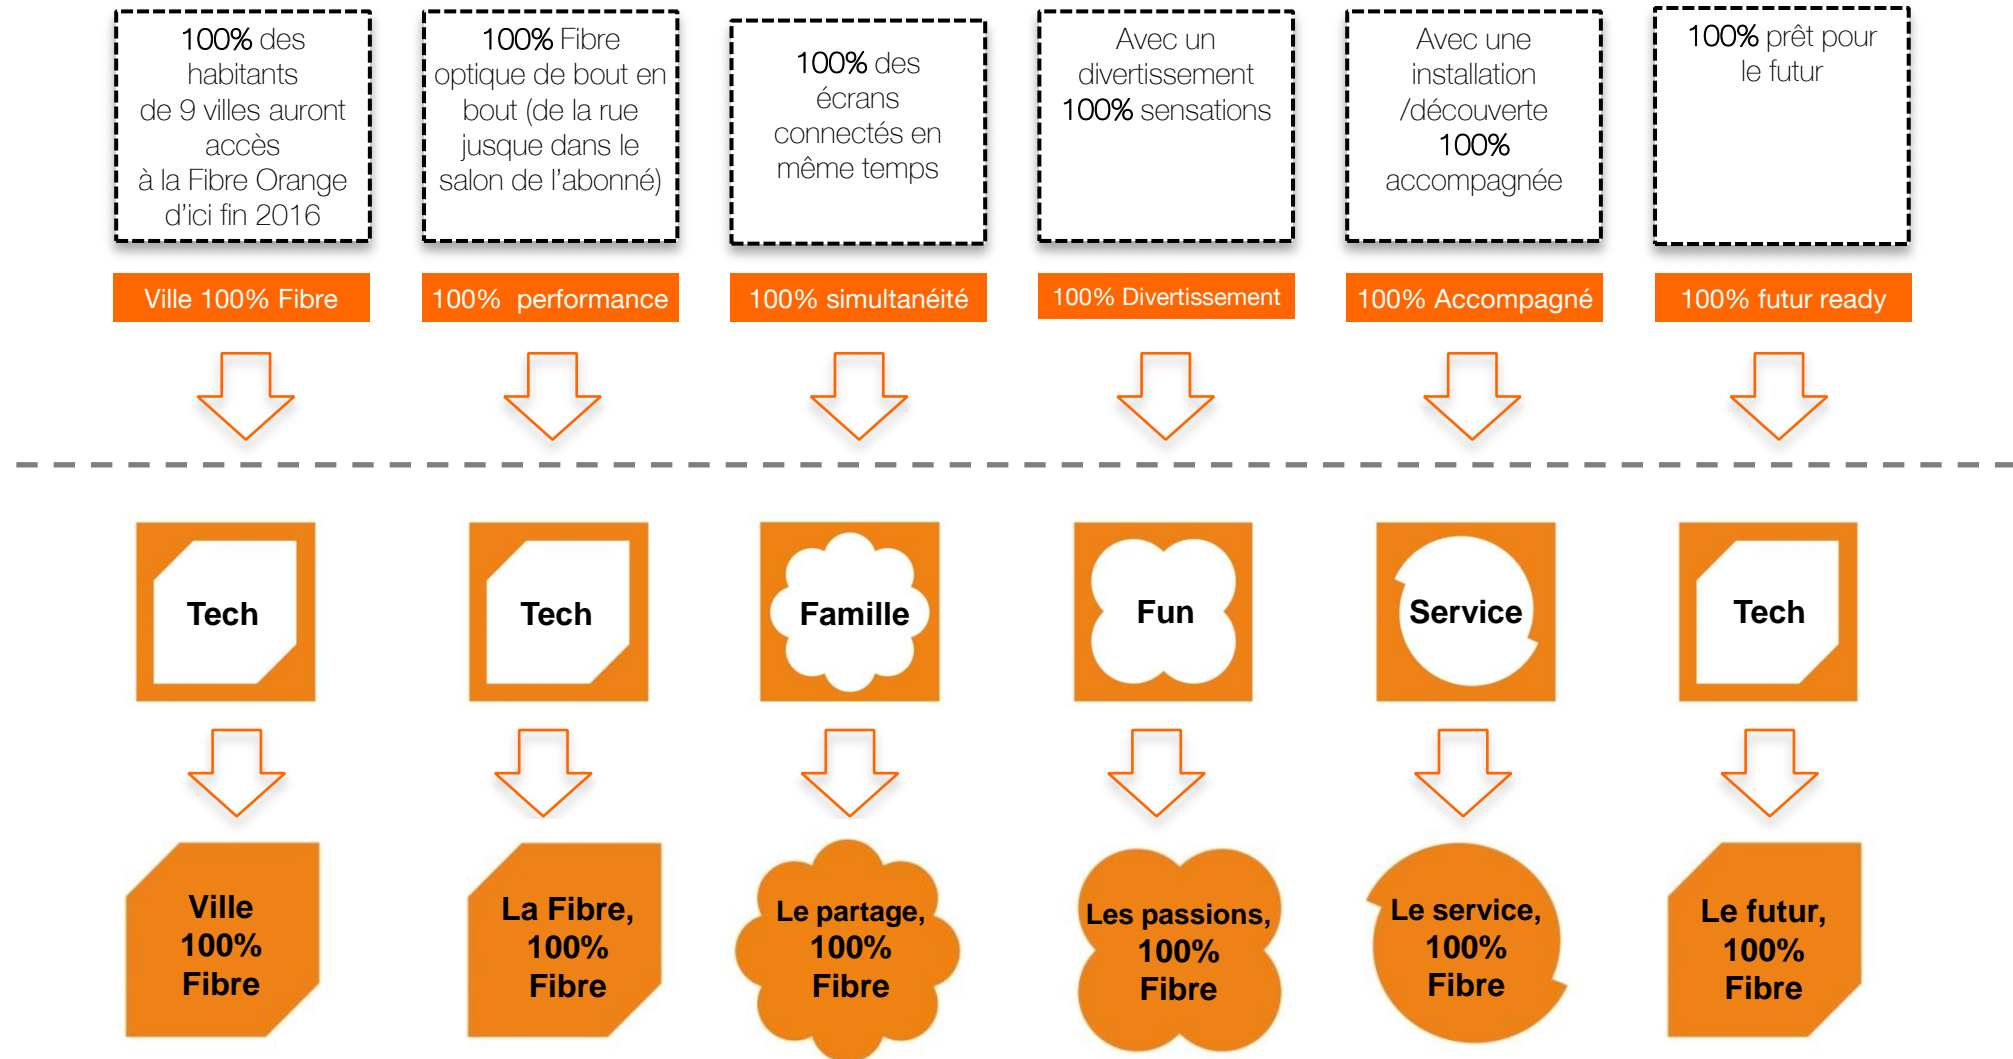 100% des
habitants
de 9 villes auront
accès
à la Fibre Orange
d'ici fin 2016
100% Fibre
optique de bout en
bout (de la rue
jusque dans le
salon de l'abonné)
100% des
écrans
connectés en
même temps
Avec un
divertissement
100% sensations
Avec une
installation
/découverte
100%
accompagnée
100% prêt pour
le futur
Ville 100% Fibre
100% performance
100% simultanéité
100% Divertissement
100% Accompagné
100% futur ready
Tech
Tech
Famille
Fun
Service
Tech
Ville
100%
Fibre
La Fibre,
100%
Fibre
Le partage,
100%
Fibre
Les passions,
100%
Fibre
Le service,
100%
Fibre
Le futur,
100%
Fibre